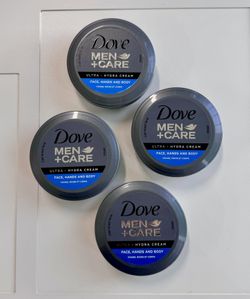 Dove
MEN
+CARE
ULTRA - HYDRA CREAM
FACE, HANDS AND BODY
Dove
MEN
+CARE
ULTRA - HYDRA CREAM
FACE, HANDS AND BODY
Dove
MEN
+CARE
ULTRA - HYDRA CREAM
FACE, HANDS AND BODY
Dove
MEN
+CARE
ULTRA - HYDRA CREAM
FACE, HANDS AND BODY